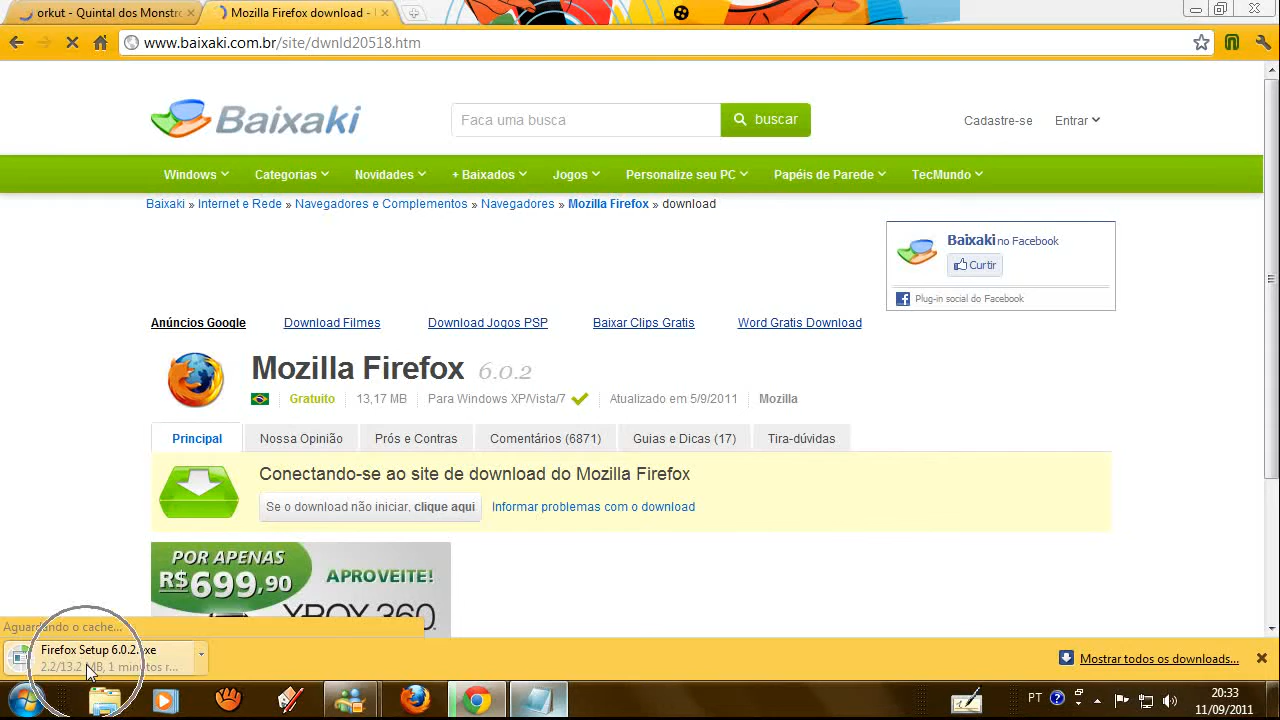 orkut - Quintal dos Monstro
Mozilla Firefox download -
www.baixaki.com.br/site/dwnld20518.htm
Baixaki
Faca uma busca
buscar
Cadastre-se
Entrar
Windows
Categorias
Novidades
+ Baixados
Jogos
Personalize seu PC
Papéis de Parede
TecMundo
Baixaki » Internet e Rede » Navegadores e Complementos » Navegadores » Mozilla Firefox » download
Baixaki no Facebook
Curtir
Plug-in social do Facebook
Anúncios Google
Download Filmes
Download Jogos PSP
Baixar Clips Gratis
Word Gratis Download
Mozilla Firefox 6.0.2
Gratuito
13,17 MB
Para Windows XP/Vista/7
Atualizado em 5/9/2011
Mozilla
Principal
Nossa Opinião
Prós e Contras
Comentários (6871)
Guias e Dicas (17)
Tira-dúvidas
Conectando-se ao site de download do Mozilla Firefox
Se o download não iniciar, clique aqui
Informar problemas com o download
POR APENAS
R$699,90
APROVEITE!
XBOX 360
Aguardando o cache...
Firefox Setup 6.0.2.exe
2.2/13.2 MB, 1 minutos r...
Mostrar todos os downloads...
PT
20:33
11/09/2011